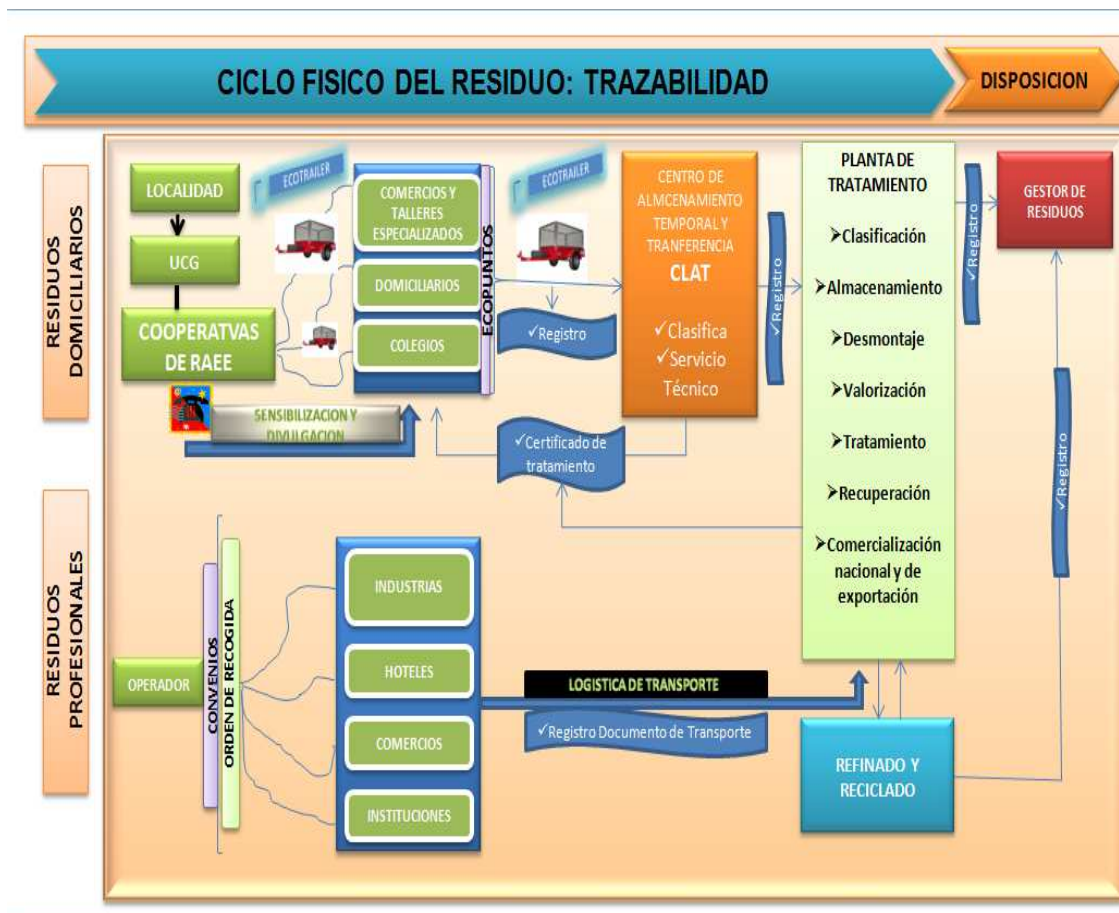 CICLO FISICO DEL RESIDUO: TRAZABILIDAD
DISPOSICION
RESIDUOS
DOMICILIARIOS
LOCALIDAD
UCG
COOPERATVAS
DE RAEE
ECOTRAILER
COMERCIOS Y
TALLERES
ESPECIALIZADOS
DOMICILIARIOS
COLEGIOS
ECOPUNTOS
ECOTRAILER
✓Registro
SENSIBILIZACION Y
DIVULGACION
✓Certificado de
tratamiento
CENTRO DE
ALMCENAMIENTO
TEMPORAL Y
TRANFERENCIA
CLAT
✓Clasifica
✓Servicio
Técnico
✓Registro
PLANTA DE
TRATAMIENTO
➢Clasificación
➢Almacenamiento
➢Desmontaje
➢Valorización
➢Tratamiento
➢Recuperación
➢Comercialización
nacional y de
exportación
✓Registro
GESTOR DE
RESIDUOS
✓Registro
RESIDUOS
PROFESIONALES
OPERADOR
CONVENIOS
ORDEN DE RECOGIDA
INDUSTRIAS
HOTELES
COMERCIOS
INSTITUCIONES
LOGISTICA DE TRANSPORTE
✓Registro Documento de Transporte
REFINADO Y
RECICLADO